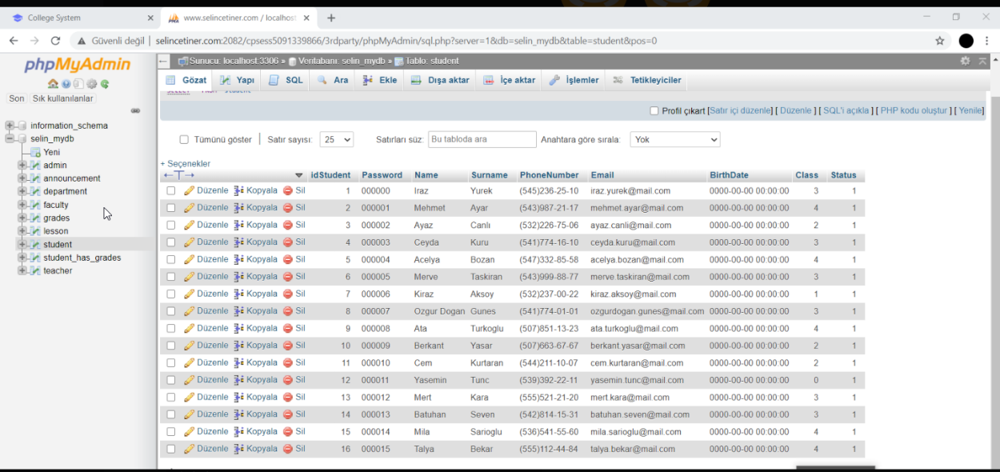 College System
www.selincetiner.com / localhost
Güvenli değil | selincetiner.com:2082/cpsess5091339866/3rdparty/phpMyAdmin/sql.php?server=1&db=selin_mydb&table=student&pos=0
phpMyAdmin
Son Sık kullanılanlar
information_schema
selin_mydb
Yeni
admin
announcement
department
faculty
grades
lesson
student
student_has_grades
teacher
Sunucu: localhost:3306 » Veritabanı: selin_mydb » Tablo: student
Gözat Yapı SQL Ara Ekle Dışa aktar İçe aktar İşlemler Tetikleyiciler
Profil çıkart [Satır içi düzenle] [ Düzenle ] [ SQL'i açıkla ] [ PHP kodu oluştur ] [ Yenile]
Tümünü göster | Satır sayısı: 25 Satırları süz: Bu tabloda ara Anahtara göre sırala: Yok
+ Seçenekler
←T→ idStudent Password Name Surname PhoneNumber Email BirthDate Class Status
Düzenle Kopyala Sil 1 000000 Iraz Yurek (545)236-25-10 iraz.yurek@mail.com 0000-00-00 00:00:00 3 1
Düzenle Kopyala Sil 2 000001 Mehmet Ayar (543)987-21-17 mehmet.ayar@mail.com 0000-00-00 00:00:00 4 1
Düzenle Kopyala Sil 3 000002 Ayaz Canlı (532)226-75-06 ayaz.canli@mail.com 0000-00-00 00:00:00 2 1
Düzenle Kopyala Sil 4 000003 Ceyda Kuru (541)774-16-10 ceyda.kuru@mail.com 0000-00-00 00:00:00 3 1
Düzenle Kopyala Sil 5 000004 Acelya Bozan (547)332-85-58 acelya.bozan@mail.com 0000-00-00 00:00:00 4 1
Düzenle Kopyala Sil 6 000005 Merve Taskiran (543)999-88-77 merve.taskiran@mail.com 0000-00-00 00:00:00 3 1
Düzenle Kopyala Sil 7 000006 Kiraz Aksoy (532)237-00-22 kiraz.aksoy@mail.com 0000-00-00 00:00:00 1 1
Düzenle Kopyala Sil 8 000007 Ozgur Dogan Gunes (541)774-01-01 ozgurdogan.gunes@mail.com 0000-00-00 00:00:00 3 1
Düzenle Kopyala Sil 9 000008 Ata Turkoglu (507)851-13-23 ata.turkoglu@mail.com 0000-00-00 00:00:00 4 1
Düzenle Kopyala Sil 10 000009 Berkant Yasar (507)663-67-67 berkant.yasar@mail.com 0000-00-00 00:00:00 2 1
Düzenle Kopyala Sil 11 000010 Cem Kurtaran (544)211-10-07 cem.kurtaran@mail.com 0000-00-00 00:00:00 2 1
Düzenle Kopyala Sil 12 000011 Yasemin Tunc (539)392-22-11 yasemin.tunc@mail.com 0000-00-00 00:00:00 0 1
Düzenle Kopyala Sil 13 000012 Mert Kara (555)521-21-20 mert.kara@mail.com 0000-00-00 00:00:00 3 1
Düzenle Kopyala Sil 14 000013 Batuhan Seven (542)814-15-31 batuhan.seven@mail.com 0000-00-00 00:00:00 3 1
Düzenle Kopyala Sil 15 000014 Mila Sarioglu (536)541-55-60 mila.sarioglu@mail.com 0000-00-00 00:00:00 4 1
Düzenle Kopyala Sil 16 000015 Talya Bekar (555)112-44-84 talya.bekar@mail.com 0000-00-00 00:00:00 4 1